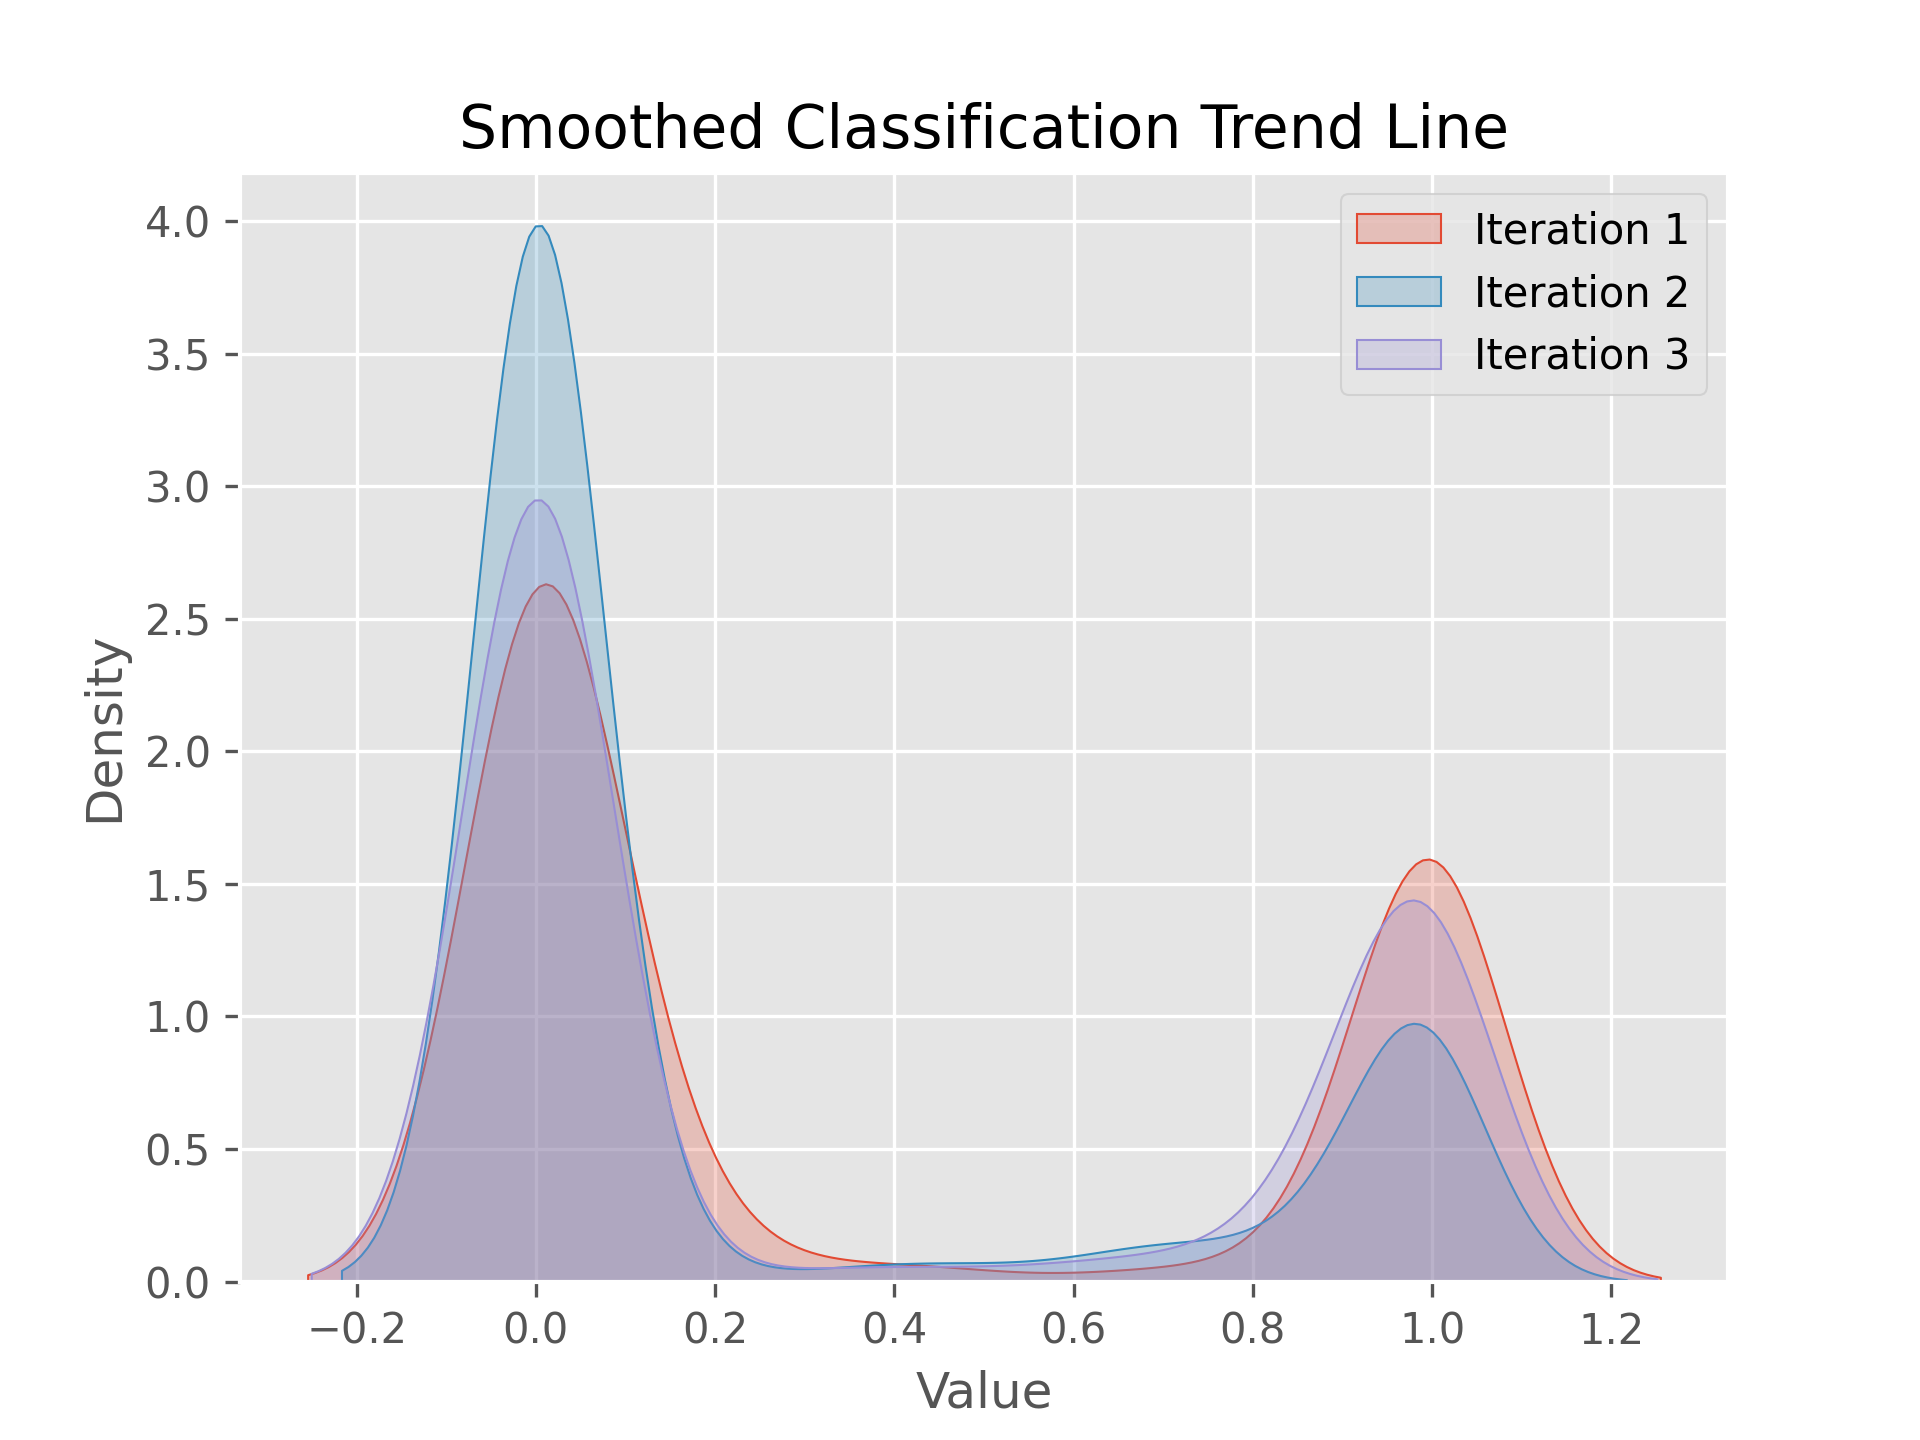 Smoothed Classification Trend Line
Iteration 1
Iteration 2
Iteration 3
Density
4.0
3.5
3.0
2.5
2.0
1.5
1.0
0.5
0.0
−0.2 0.0 0.2 0.4 0.6 0.8 1.0 1.2
Value